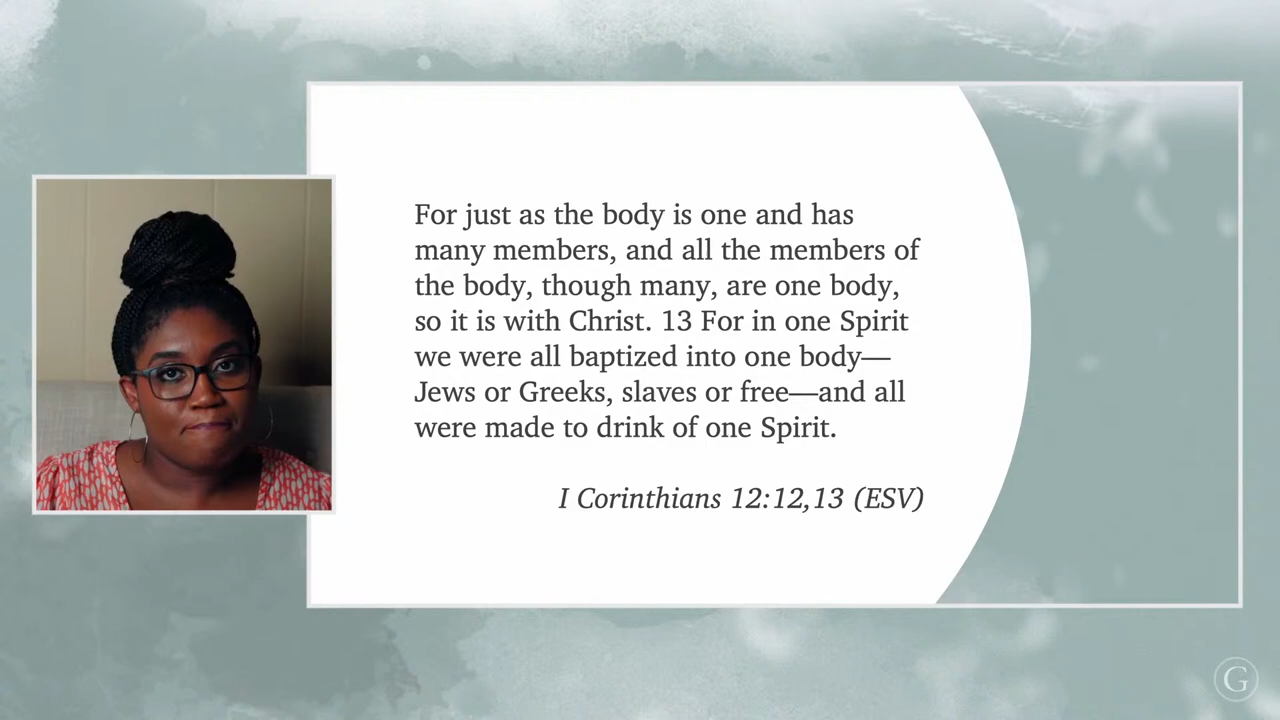 For just as the body is one and has
many members, and all the members of
the body, though many, are one body,
so it is with Christ. 13 For in one Spirit
we were all baptized into one body—
Jews or Greeks, slaves or free—and all
were made to drink of one Spirit.
I Corinthians 12:12,13 (ESV)
G